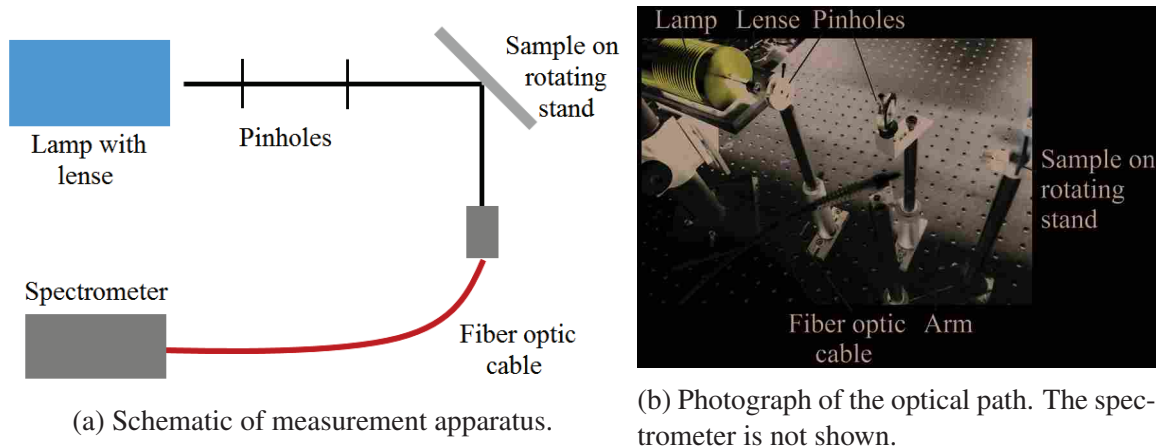 Lamp with
lense
Pinholes
Sample on
rotating
stand
Spectrometer
Fiber optic
cable
(a) Schematic of measurement apparatus.
Lamp Lense Pinholes
Sample on
rotating
stand
Fiber optic Arm
cable
(b) Photograph of the optical path. The spec-
trometer is not shown.